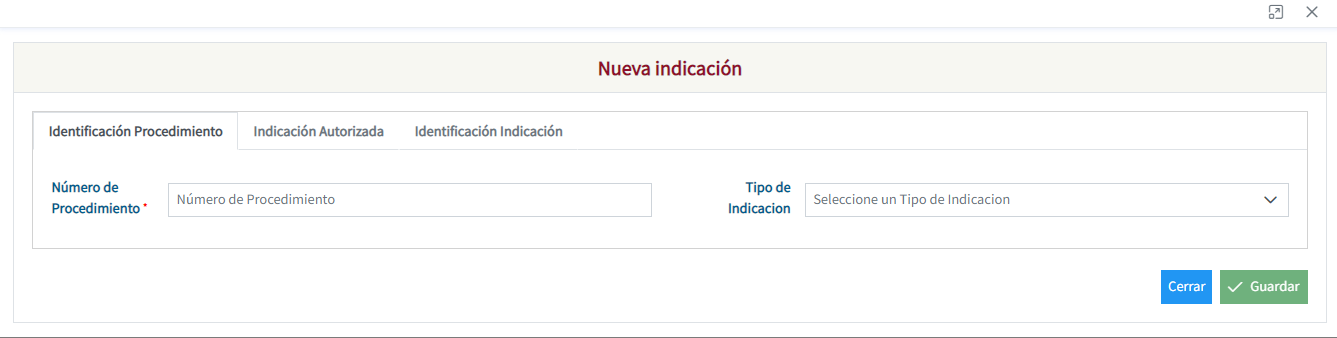 Nueva indicación
Identificación Procedimiento Indicación Autorizada Identificación Indicación
Número de
Procedimiento *
Número de Procedimiento
Tipo de
Indicacion
Seleccione un Tipo de Indicacion
Cerrar Guardar